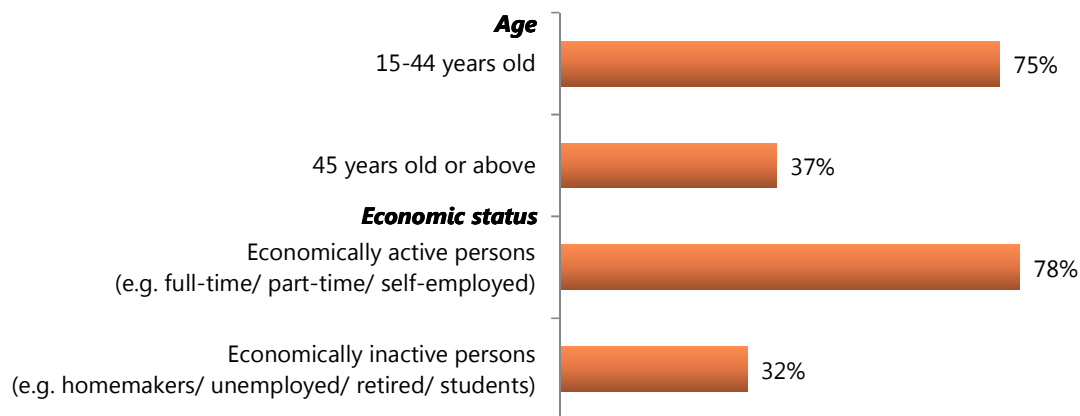 Age
15-44 years old
75%
45 years old or above
37%
Economic status
Economically active persons
(e.g. full-time/ part-time/ self-employed)
78%
Economically inactive persons
(e.g. homemakers/ unemployed/ retired/ students)
32%